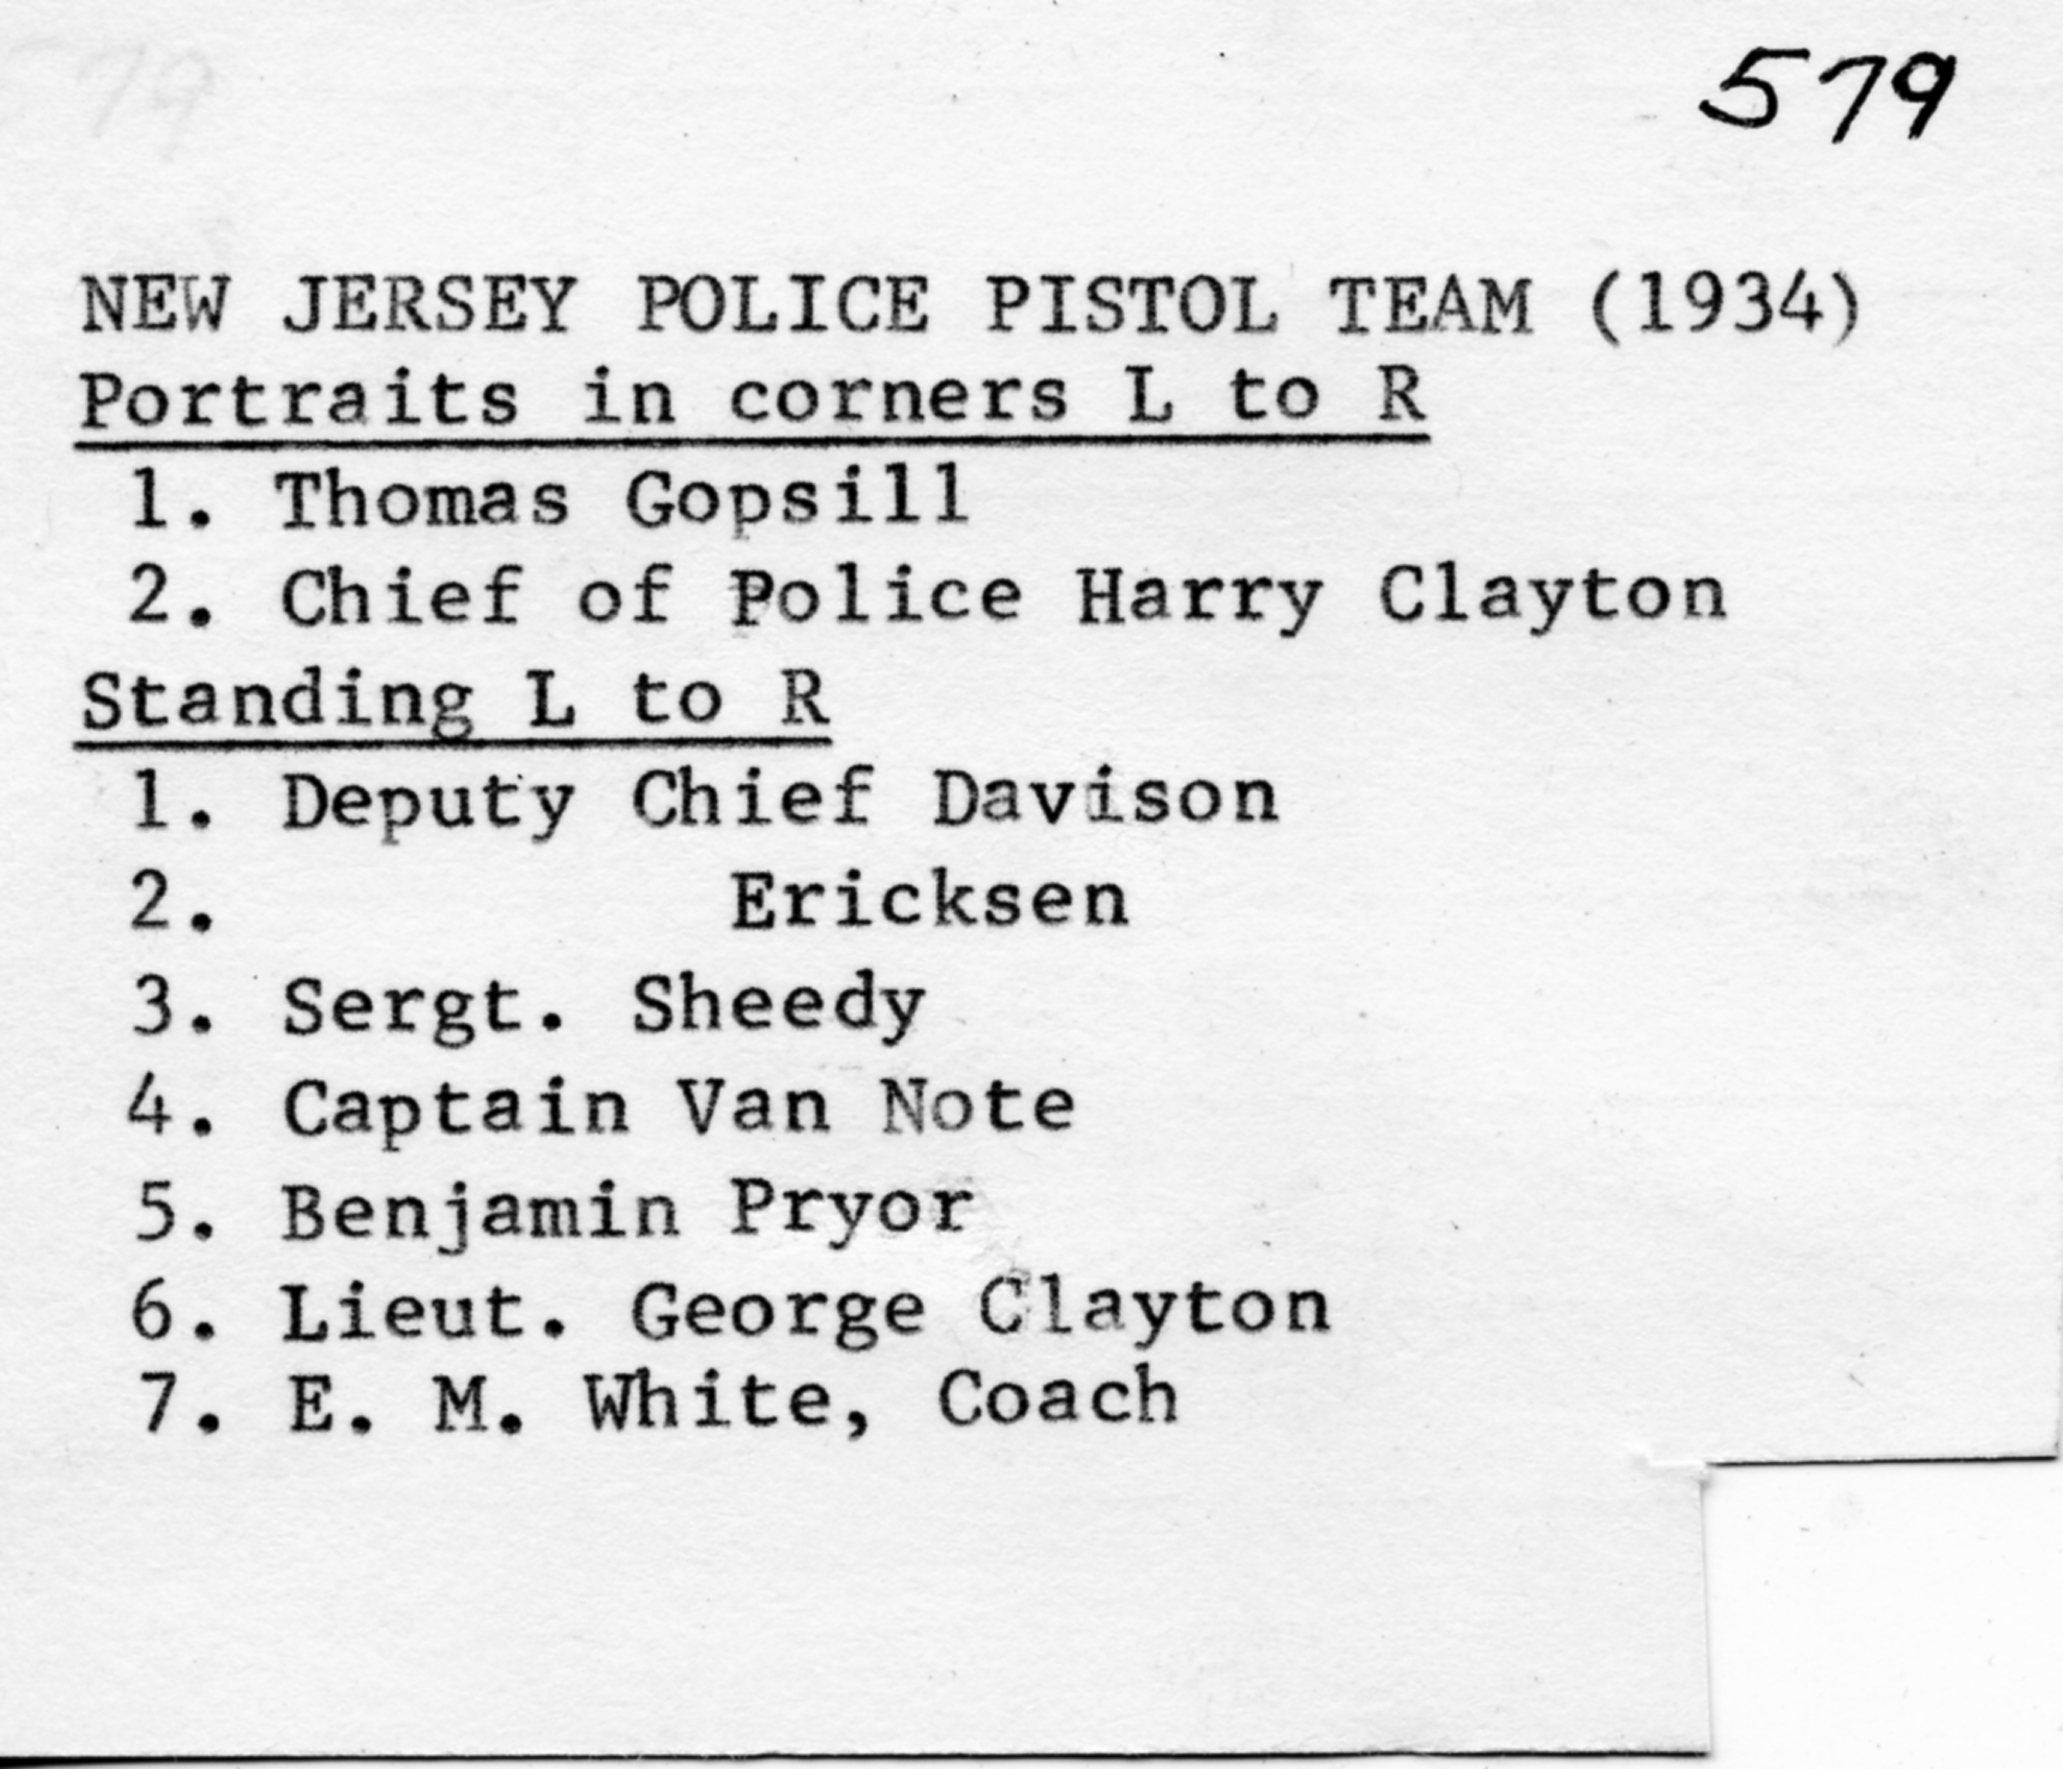 579
NEW JERSEY POLICE PISTOL TEAM (1934)
Portraits in corners L to R
1. Thomas Gopsill
2. Chief of Police Harry Clayton
Standing L to R
1. Deputy Chief Davison
2. Ericksen
3. Sergt. Sheedy
4. Captain Van Note
5. Benjamin Pryor
6. Lieut. George Clayton
7. E. M. White, Coach